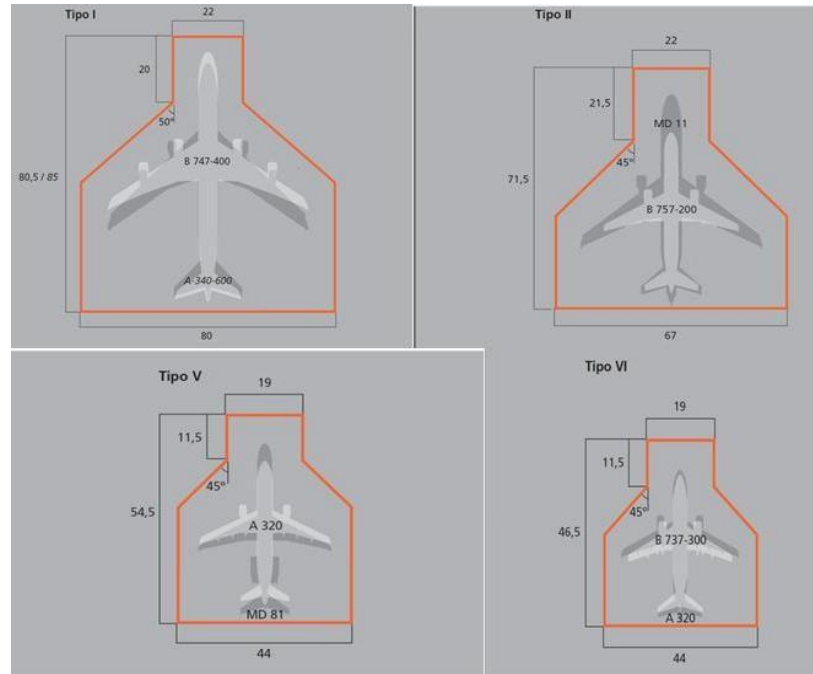 Tipo I
22
20
50°
B 747-400
80,5 / 85
A-340-600
80
Tipo II
22
21,5
MD 11
45°
71,5
B 757-200
67
Tipo V
19
11,5
45°
54,5
A 320
MD 81
44
Tipo VI
19
11,5
45°
46,5
B 737-300
A 320
44